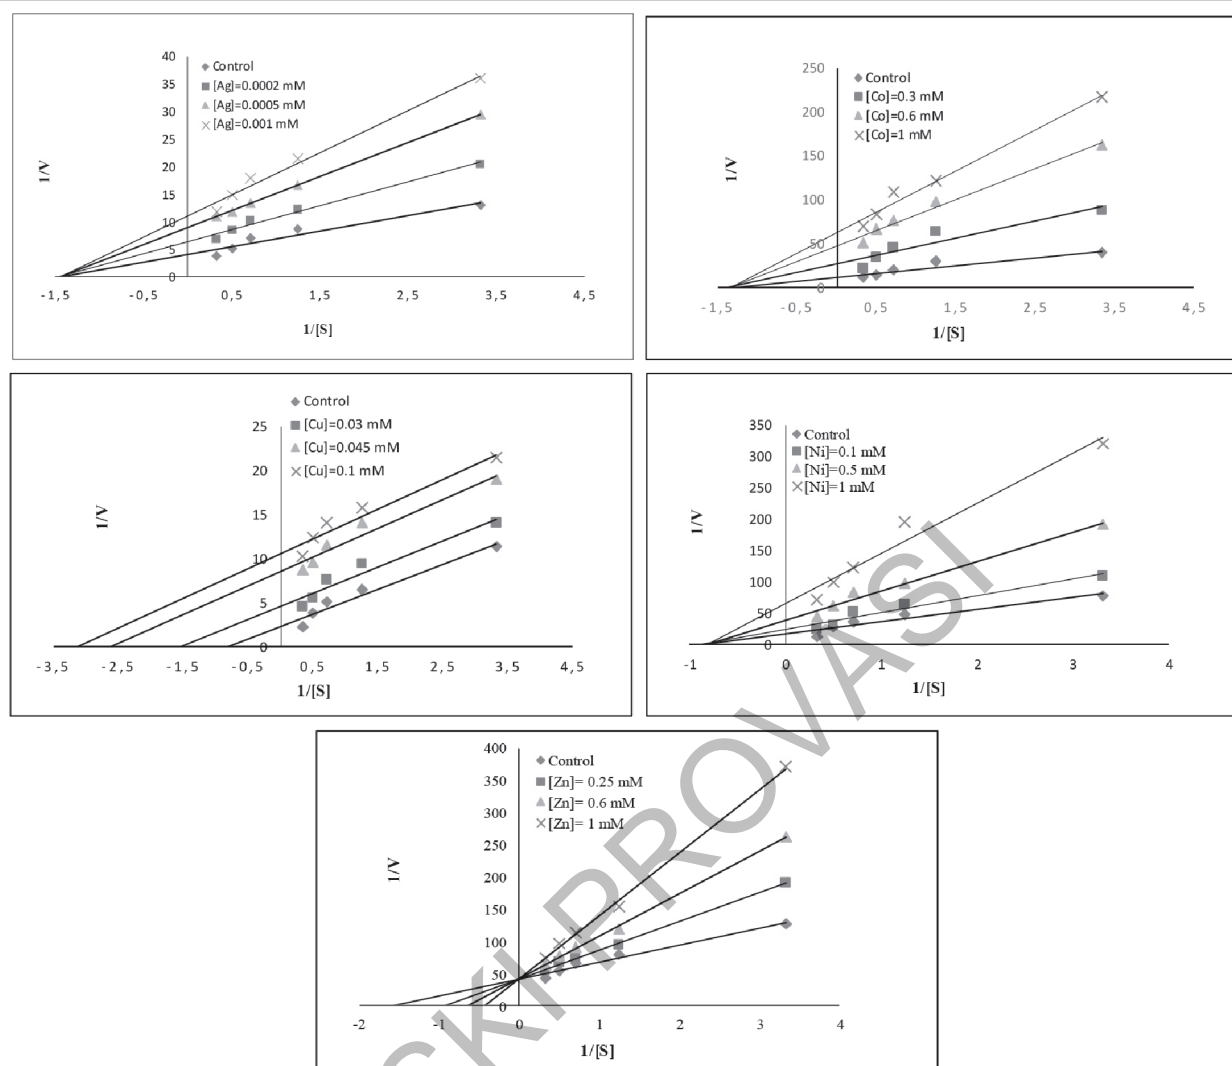 40
35
30
25
20
15
10
5
0
Control
[Ag]=0.0002 mM
[Ag]=0.0005 mM
[Ag]=0.001 mM
1/V
-1,5 -0,5 0,5 1,5 2,5 3,5 4,5
1/[S]
250
200
150
100
50
0
Control
[Co]=0.3 mM
[Co]=0.6 mM
[Co]=1 mM
1/V
-1,5 -0,5 0,5 1,5 2,5 3,5 4,5
1/[S]
25
20
15
10
5
0
Control
[Cu]=0.03 mM
[Cu]=0.045 mM
[Cu]=0.1 mM
1/V
-3,5 -2,5 -1,5 -0,5 0,5 1,5 2,5 3,5 4,5
1/[S]
350
300
250
200
150
100
50
0
Control
[Ni]=0.1 mM
[Ni]=0.5 mM
[Ni]=1 mM
1/V
-1 0 1 2 3 4
1/[S]
400
350
300
250
200
150
100
50
0
Control
[Zn]= 0.25 mM
[Zn]= 0.6 mM
[Zn]= 1 mM
1/V
-2 -1 0 1 2 3 4
1/[S]
SKI PROVASI